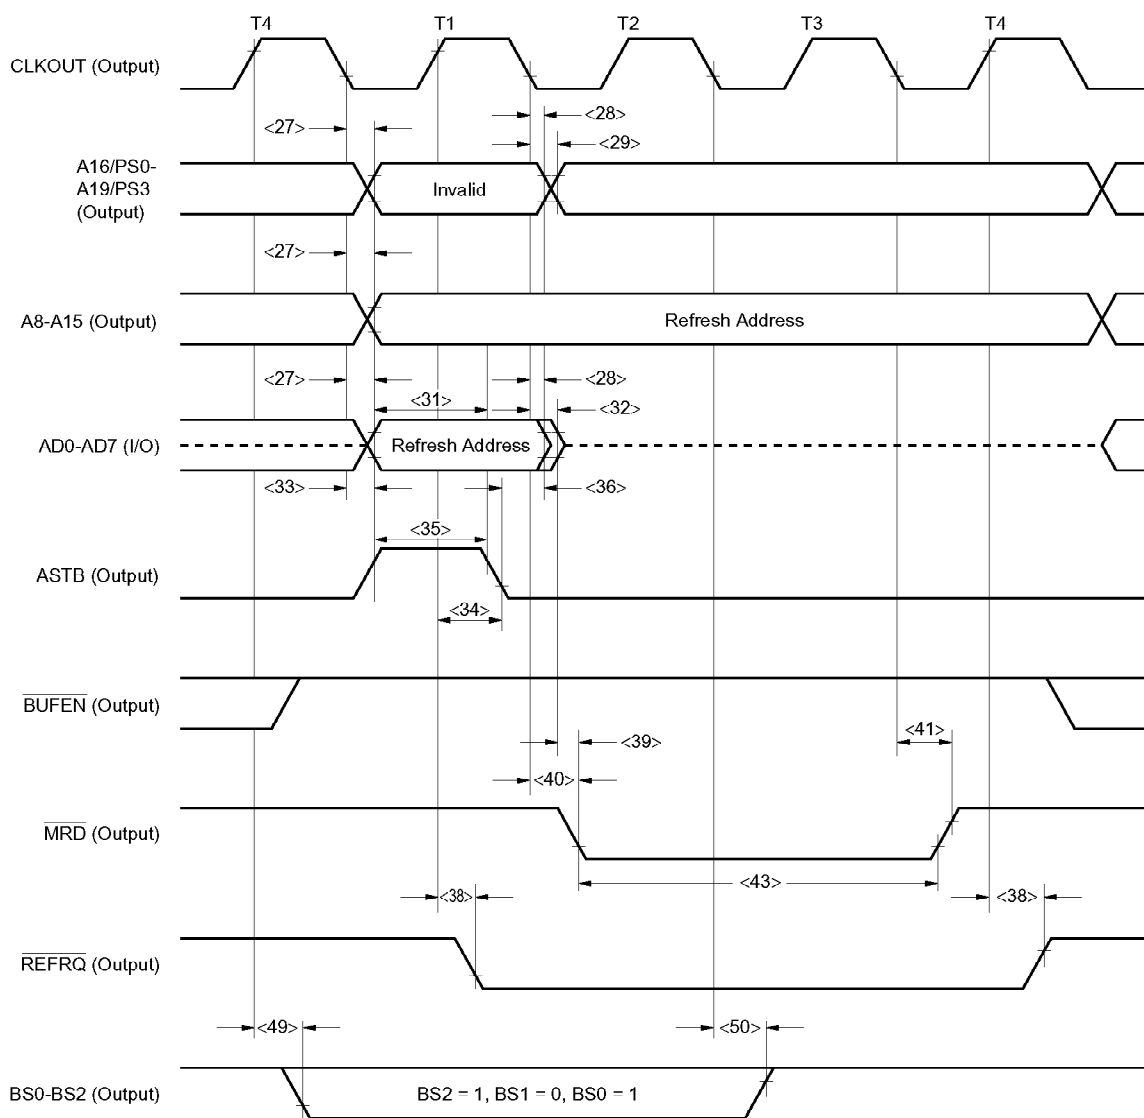 T4 T1 T2 T3 T4
CLKOUT (Output)
<28>
<27>
<29>
A16/PS0-
A19/PS3
(Output)
Invalid
<27>
A8-A15 (Output)
Refresh Address
<27>
<28>
<31>
<32>
AD0-AD7 (I/O)
Refresh Address
<33>
<36>
<35>
ASTB (Output)
<34>
BUFEN (Output)
<41>
<39>
<40>
MRD (Output)
<43>
<38>
<38>
REFRQ (Output)
<49>
<50>
BS0-BS2 (Output)
BS2 = 1, BS1 = 0, BS0 = 1